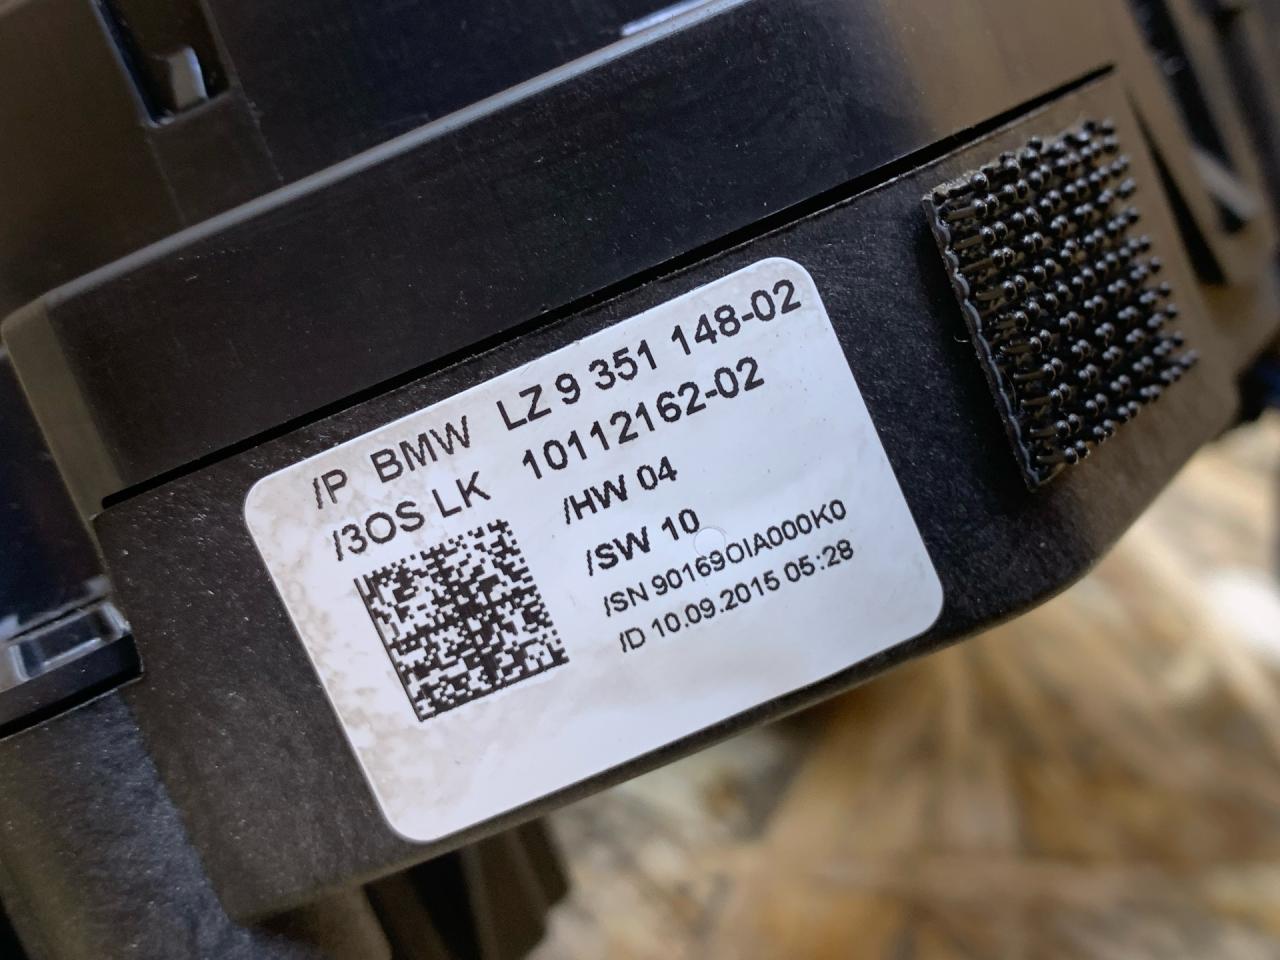 /P BMW LZ 9 351 148-02
/3OS LK 10112162-02
/HW 04
/SW 10
/SN 90169OIA000K0
/D 10.09.2015 05:28